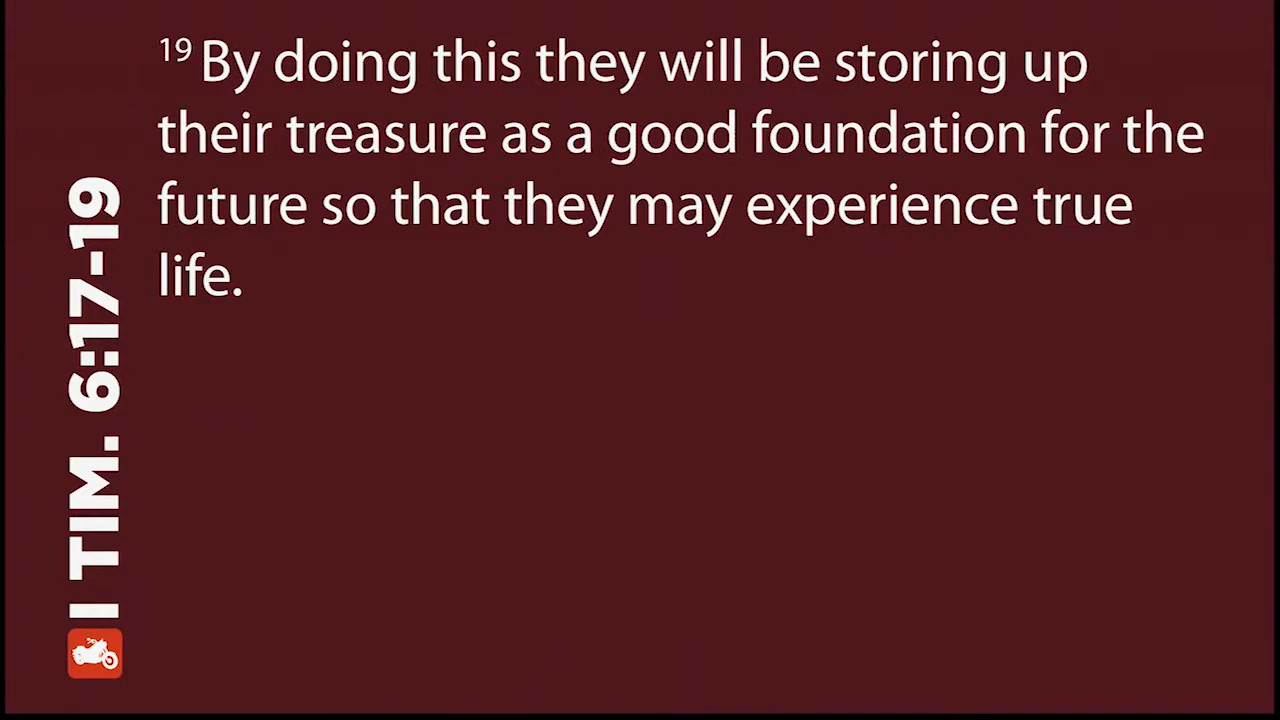 19 By doing this they will be storing up
their treasure as a good foundation for the
future so that they may experience true
life.
I TIM. 6:17-19